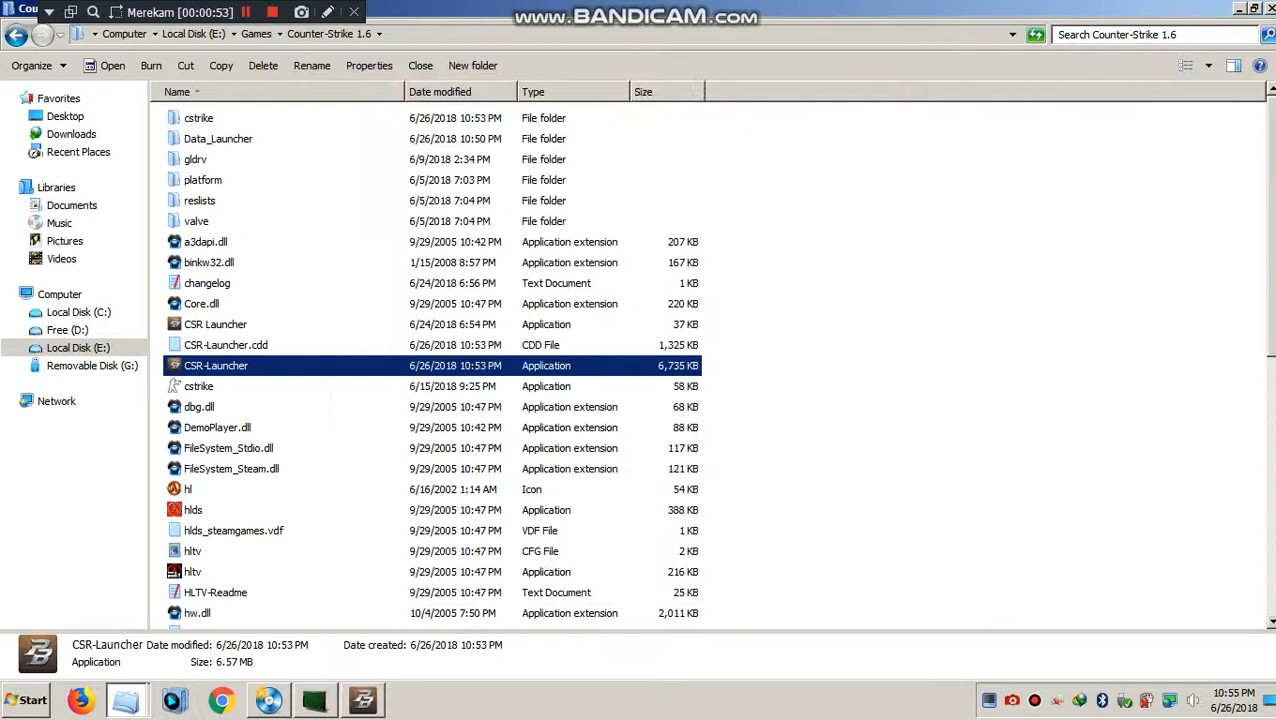 Merekam [00:00:53]
www.BANDICAM.com
Computer Local Disk (E:) Games Counter-Strike 1.6
Search Counter-Strike 1.6
Organize Open Burn Cut Copy Delete Rename Properties Close New folder
Name Date modified Type Size
Favorites
Desktop
Downloads
Recent Places
Libraries
Documents
Music
Pictures
Videos
Computer
Local Disk (C:)
Free (D:)
Local Disk (E:)
Removable Disk (G:)
Network
cstrike 6/26/2018 10:53 PM File folder
Data_Launcher 6/26/2018 10:50 PM File folder
gldrv 6/9/2018 2:34 PM File folder
platform 6/5/2018 7:03 PM File folder
reslists 6/5/2018 7:04 PM File folder
valve 6/5/2018 7:04 PM File folder
a3dapi.dll 9/29/2005 10:42 PM Application extension 207 KB
binkw32.dll 1/15/2008 8:57 PM Application extension 167 KB
changelog 6/24/2018 6:56 PM Text Document 1 KB
Core.dll 9/29/2005 10:47 PM Application extension 220 KB
CSR Launcher 6/24/2018 6:54 PM Application 37 KB
CSR-Launcher.cdd 6/26/2018 10:53 PM CDD File 1,325 KB
CSR-Launcher 6/26/2018 10:53 PM Application 6,735 KB
cstrike 6/15/2018 9:25 PM Application 58 KB
dbg.dll 9/29/2005 10:47 PM Application extension 68 KB
DemoPlayer.dll 9/29/2005 10:42 PM Application extension 88 KB
FileSystem_Stdio.dll 9/29/2005 10:47 PM Application extension 117 KB
FileSystem_Steam.dll 9/29/2005 10:47 PM Application extension 121 KB
hl 6/16/2002 1:14 AM Icon 54 KB
hlds 9/29/2005 10:47 PM Application 388 KB
hlds_steamgames.vdf 9/29/2005 10:47 PM VDF File 1 KB
hltv 9/29/2005 10:47 PM CFG File 2 KB
hltv 9/29/2005 10:47 PM Application 216 KB
HLTV-Readme 9/29/2005 10:47 PM Text Document 25 KB
hw.dll 10/4/2005 7:50 PM Application extension 2,011 KB
CSR-Launcher Date modified: 6/26/2018 10:53 PM Date created: 6/26/2018 10:53 PM
Application Size: 6.57 MB
Start
10:55 PM
6/26/2018